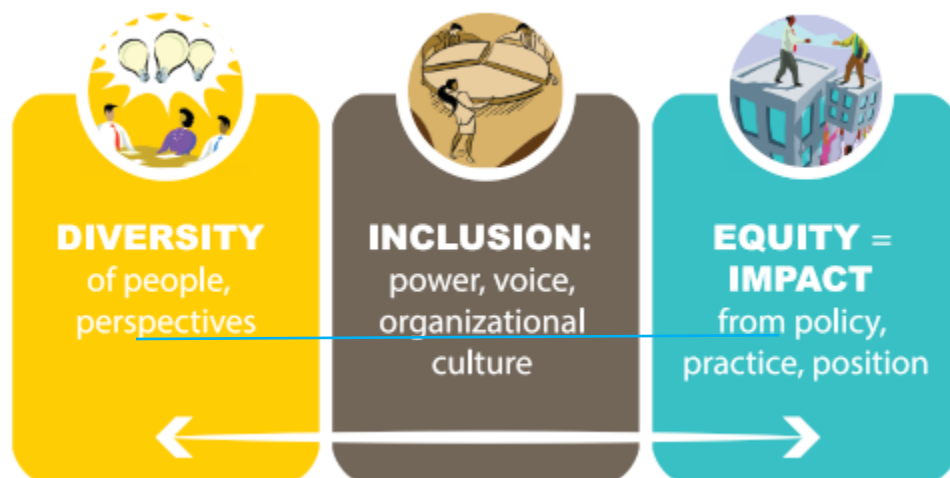 DIVERSITY
of people,
perspectives
INCLUSION:
power, voice,
organizational
culture
EQUITY =
IMPACT
from policy,
practice, position